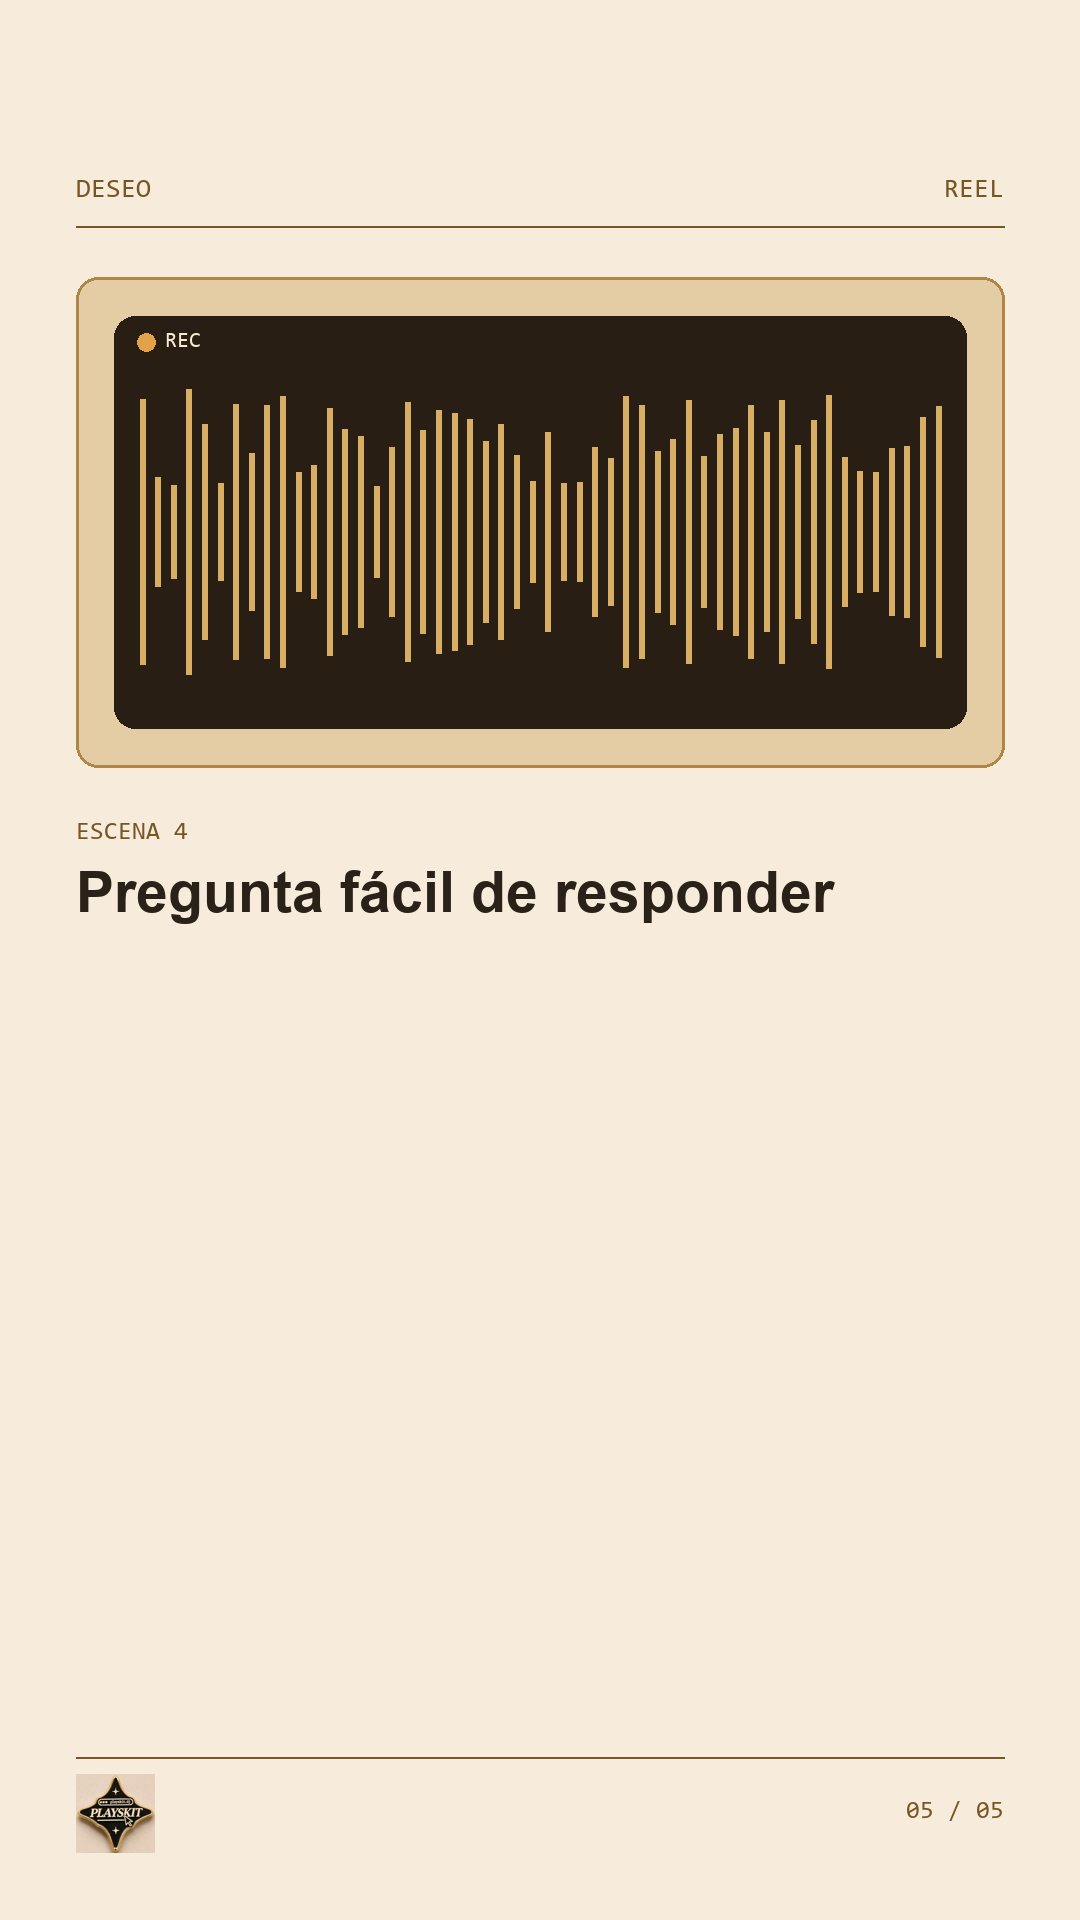 DESEO
REEL
REC
ESCENA 4
Pregunta fácil de responder
PLAYSKIT
05 / 05